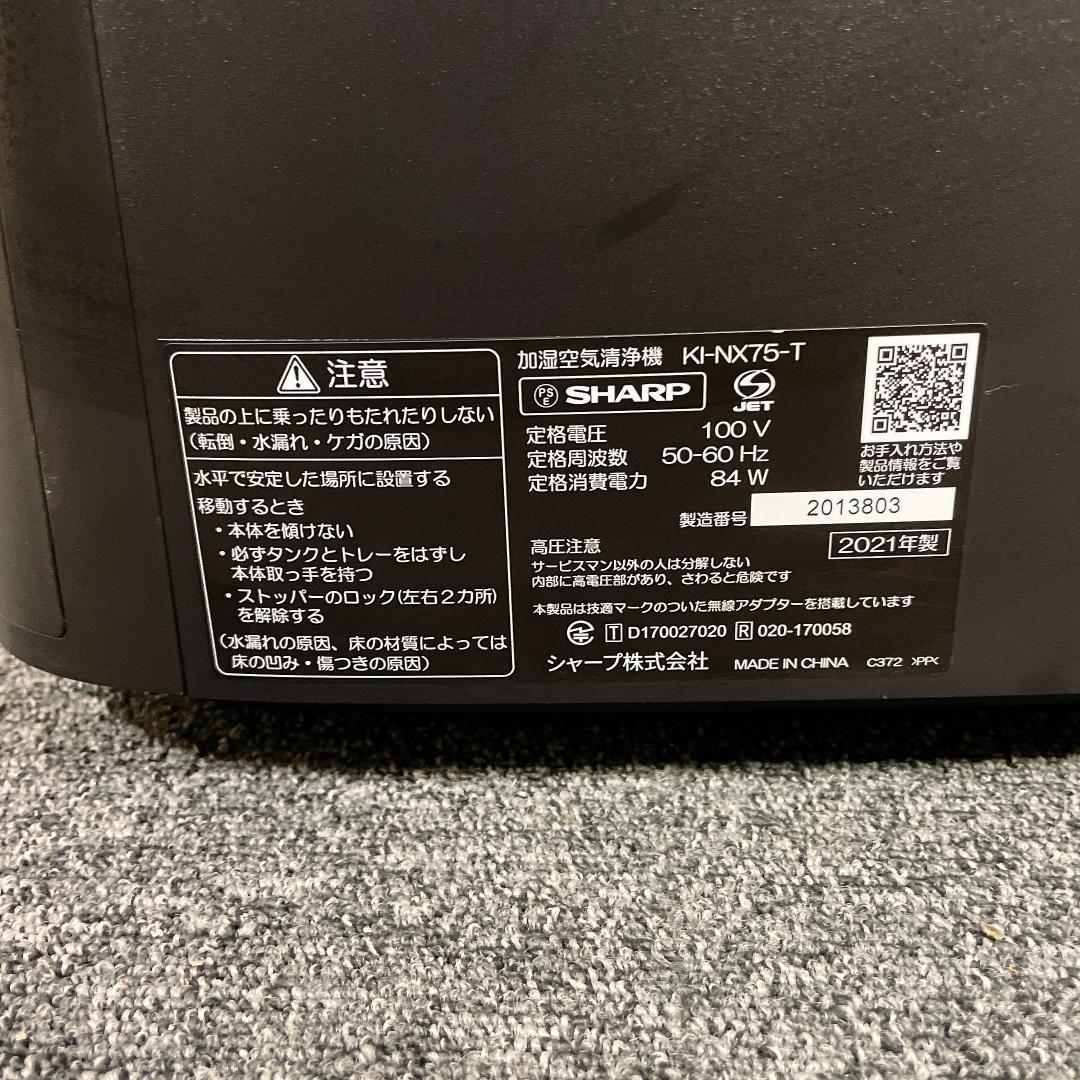 注意
製品の上に乗ったりもたれたりしない
(転倒・水漏れ・ケガの原因)
水平で安定した場所に設置する
移動するとき
・本体を傾けない
・必ずタンクとトレーをはずし
本体取っ手を持つ
・ストッパーのロック(左右2カ所)
を解除する
(水漏れの原因、床の材質によっては
床の凹み・傷つきの原因)
加湿空気清浄機 KI-NX75-T
PS E SHARP JET
定格電圧 100 V
定格周波数 50-60 Hz
定格消費電力 84 W
お手入れ方法や
製品情報をご覧
いただけます
製造番号 2013803
2021年製
高圧注意
サービスマン以外の人は分解しない
内部に高電圧部があり、さわると危険です
本製品は技適マークのついた無線アダプターを搭載しています
T D170027020 R 020-170058
シャープ株式会社 MADE IN CHINA C372 >PP<